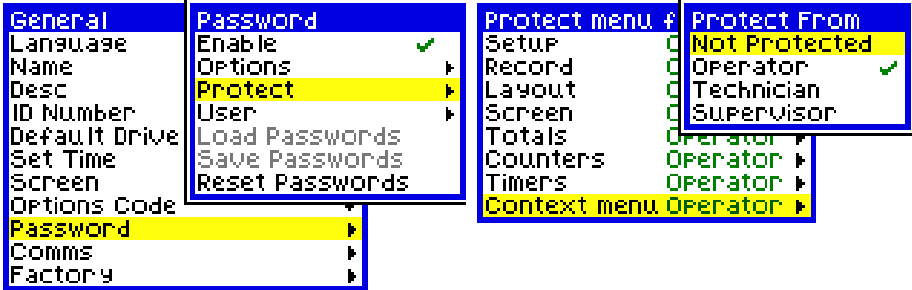 General
Language
Name
Desc
ID Number
Default Drive
Set Time
Screen
Options Code
Password
Comms
Factory
Password
Enable
Options
Protect
User
Load Passwords
Save Passwords
Reset Passwords
Protect menu f
Setup O
Record O
Layout O
Screen O
Totals Operator
Counters Operator
Timers Operator
Context menu Operator
Protect From
Not Protected
Operator
Technician
Supervisor